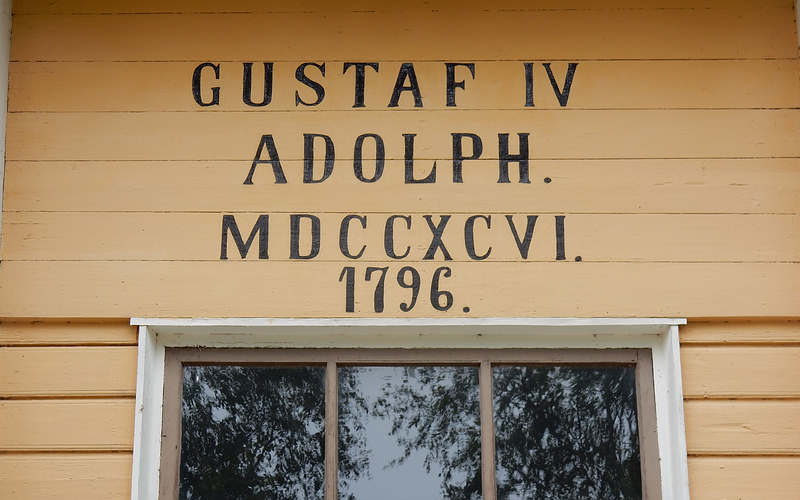 GUSTAF IV
ADOLPH.
MDCCXCVI.
1796.